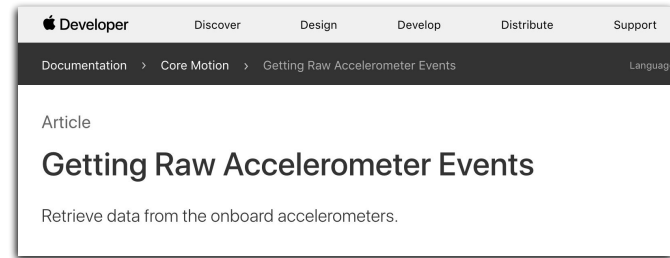 Developer Discover Design Develop Distribute Support
Documentation > Core Motion > Getting Raw Accelerometer Events
Article
Getting Raw Accelerometer Events
Retrieve data from the onboard accelerometers.